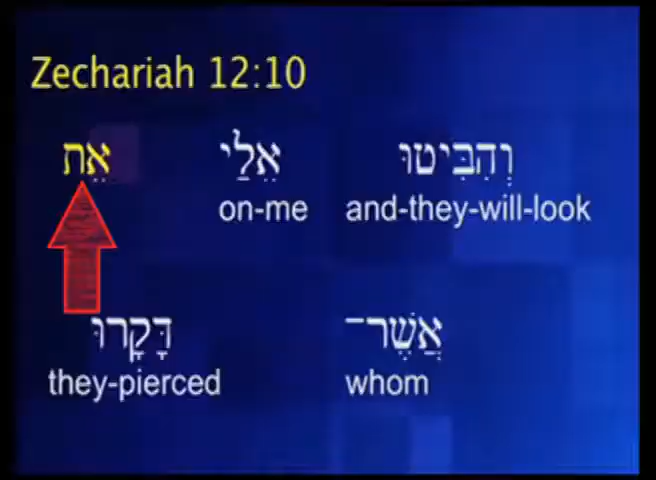 Zechariah 12:10
וְהִבִּיטוּ אֵלַי אֵת
and-they-will-look on-me
אֲשֶׁר־ דָּקָרוּ
whom they-pierced